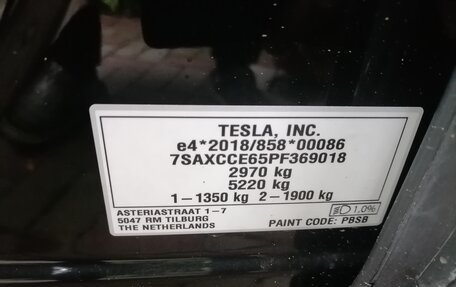 TESLA, INC.
e4*2018/858*00086
7SAXCCE65PF369018
2970 kg
5220 kg
1-1350 kg 2-1900 kg
ASTERIASTRAAT 1-7
5047 RM TILBURG
THE NETHERLANDS
1.0%
PAINT CODE: PBSB